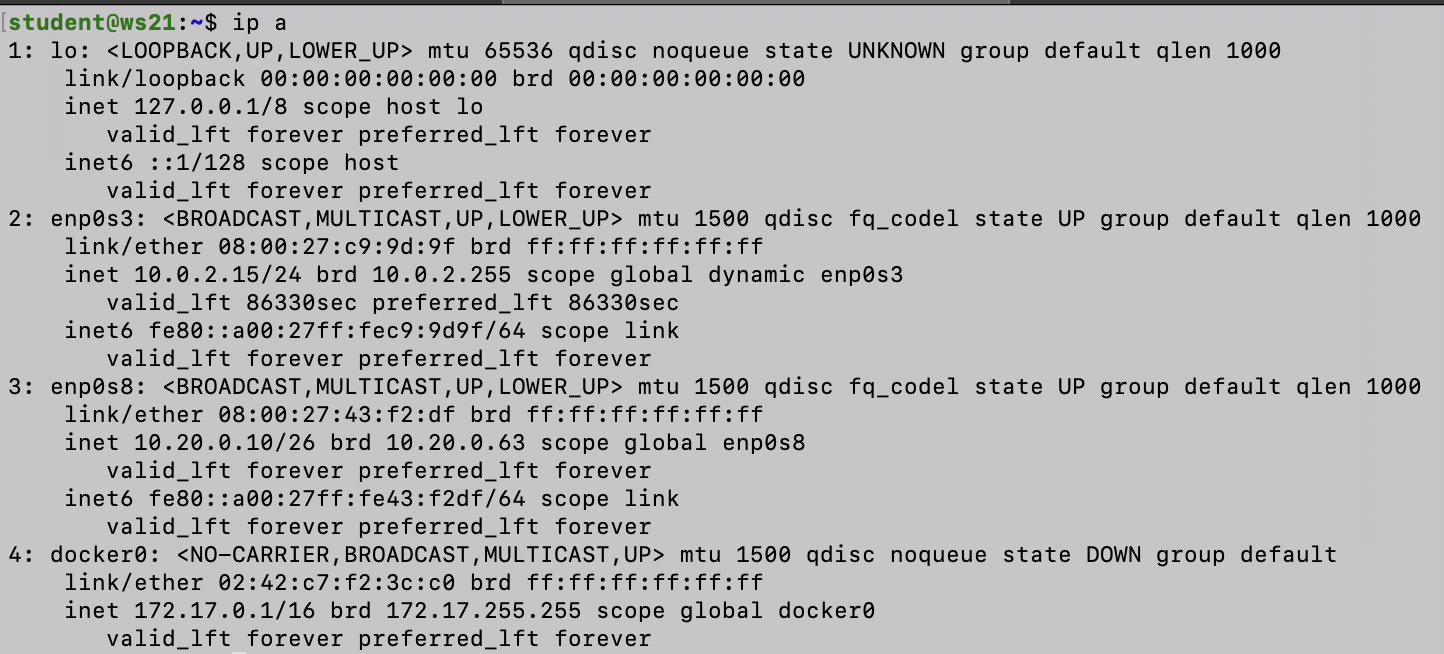 [student@ws21:~$ ip a
1: lo: <LOOPBACK,UP,LOWER_UP> mtu 65536 qdisc noqueue state UNKNOWN group default qlen 1000
    link/loopback 00:00:00:00:00:00 brd 00:00:00:00:00:00
    inet 127.0.0.1/8 scope host lo
       valid_lft forever preferred_lft forever
    inet6 ::1/128 scope host
       valid_lft forever preferred_lft forever
2: enp0s3: <BROADCAST,MULTICAST,UP,LOWER_UP> mtu 1500 qdisc fq_codel state UP group default qlen 1000
    link/ether 08:00:27:c9:9d:9f brd ff:ff:ff:ff:ff:ff
    inet 10.0.2.15/24 brd 10.0.2.255 scope global dynamic enp0s3
       valid_lft 86330sec preferred_lft 86330sec
    inet6 fe80::a00:27ff:fec9:9d9f/64 scope link
       valid_lft forever preferred_lft forever
3: enp0s8: <BROADCAST,MULTICAST,UP,LOWER_UP> mtu 1500 qdisc fq_codel state UP group default qlen 1000
    link/ether 08:00:27:43:f2:df brd ff:ff:ff:ff:ff:ff
    inet 10.20.0.10/26 brd 10.20.0.63 scope global enp0s8
       valid_lft forever preferred_lft forever
    inet6 fe80::a00:27ff:fe43:f2df/64 scope link
       valid_lft forever preferred_lft forever
4: docker0: <NO-CARRIER,BROADCAST,MULTICAST,UP> mtu 1500 qdisc noqueue state DOWN group default
    link/ether 02:42:c7:f2:3c:c0 brd ff:ff:ff:ff:ff:ff
    inet 172.17.0.1/16 brd 172.17.255.255 scope global docker0
       valid_lft forever preferred_lft forever